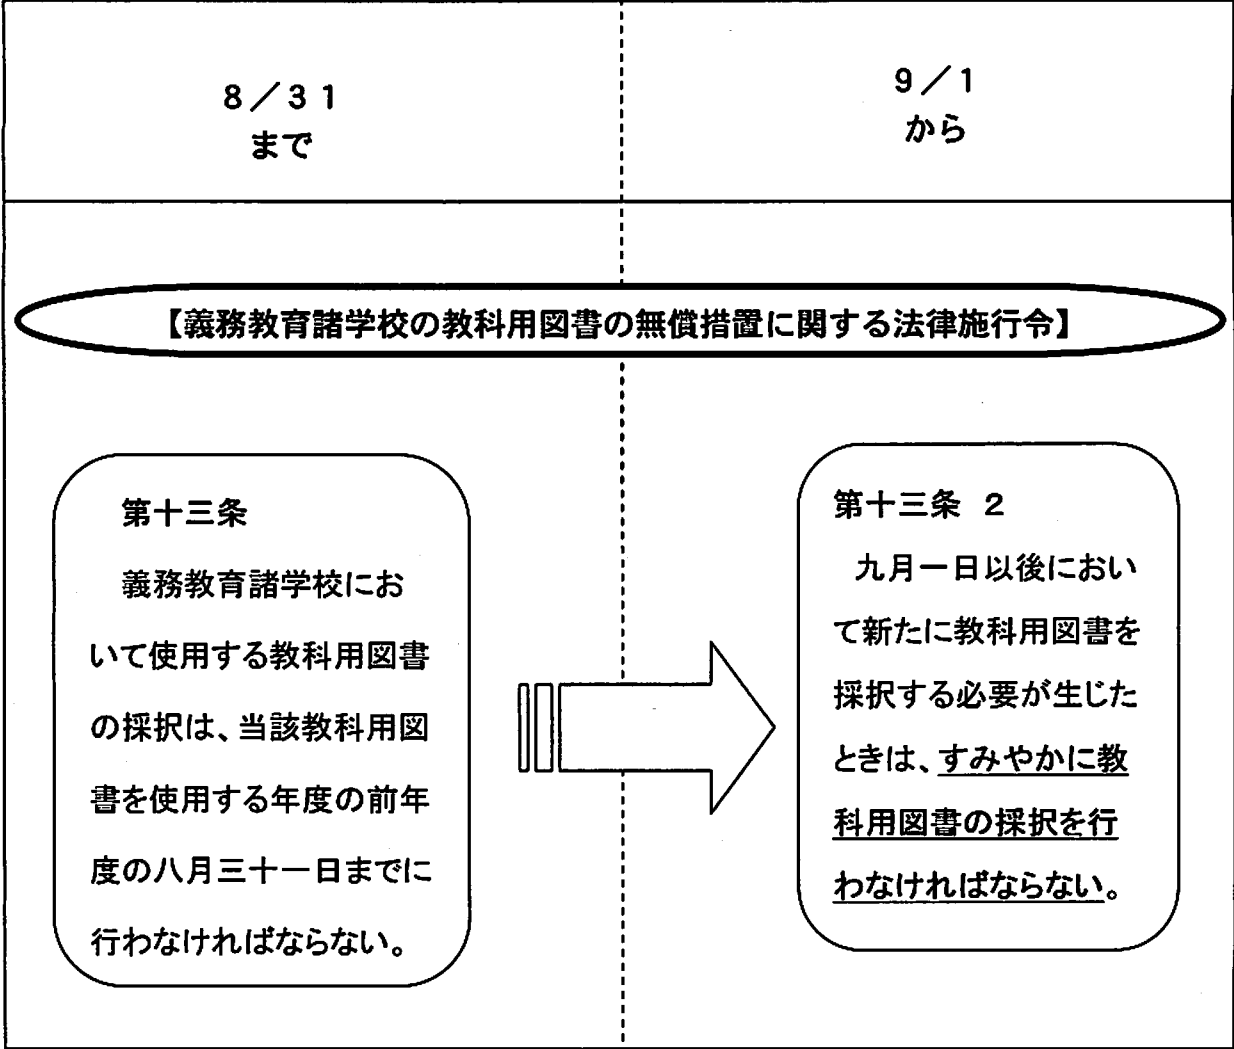 ８／３１
まで
９／１
から
【義務教育諸学校の教科用図書の無償措置に関する法律施行令】
第十三条
義務教育諸学校にお
いて使用する教科用図書
の採択は、当該教科用図
書を使用する年度の前年
度の八月三十一日までに
行わなければならない。
第十三条 ２
九月一日以後におい
て新たに教科用図書を
採択する必要が生じた
ときは、すみやかに教
科用図書の採択を行
わなければならない。